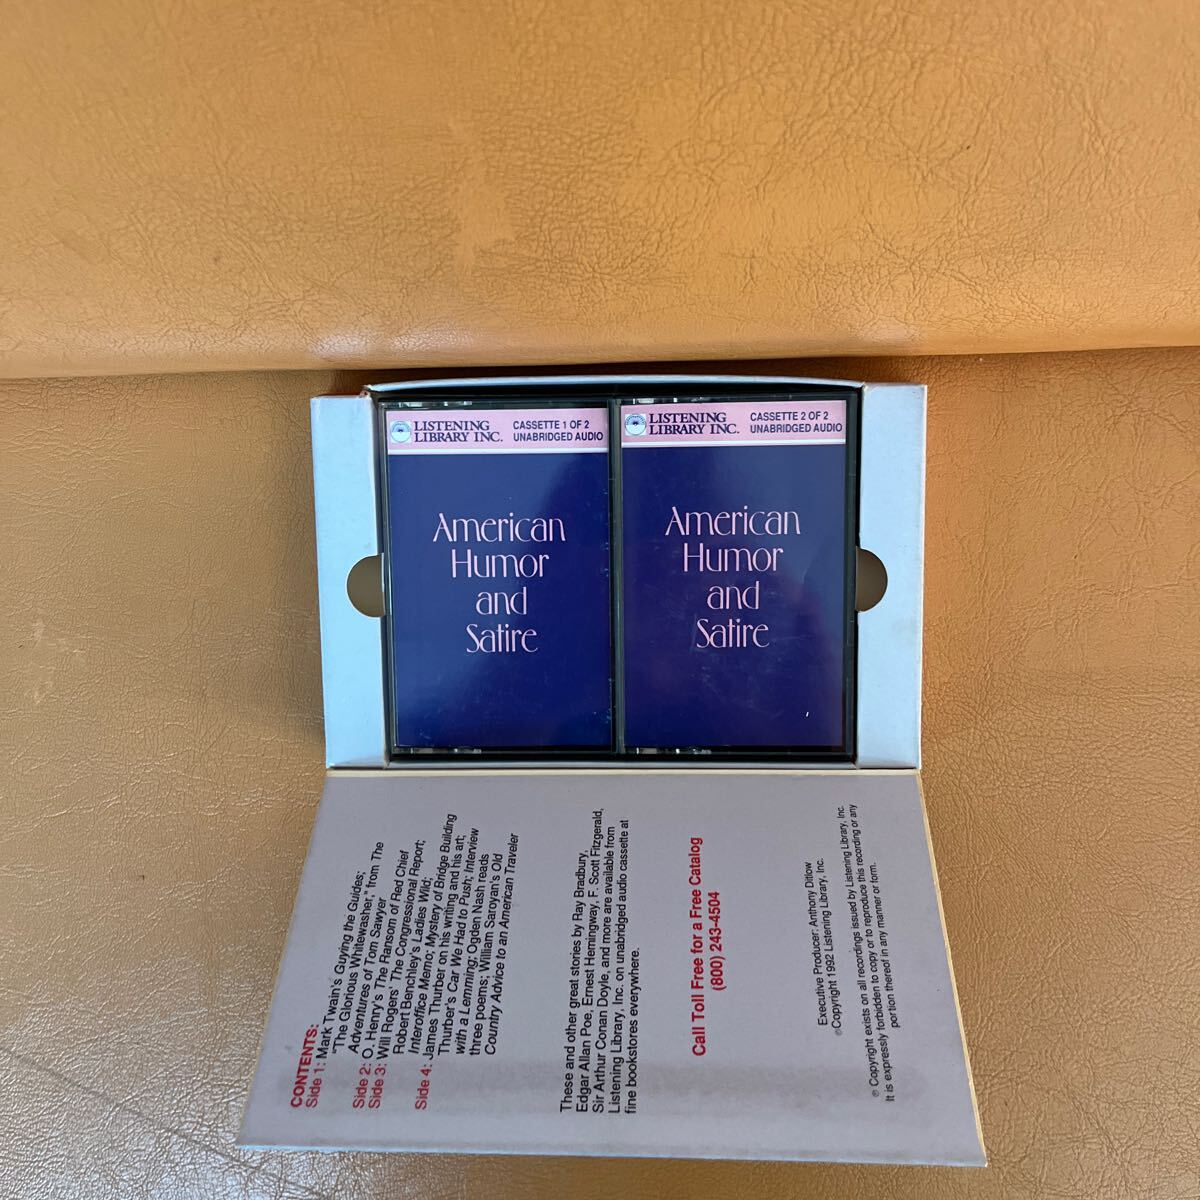 LISTENING
LIBRARY INC.
CASSETTE 1 OF 2
UNABRIDGED AUDIO
American
Humor
and
Satire
LISTENING
LIBRARY INC.
CASSETTE 2 OF 2
UNABRIDGED AUDIO
American
Humor
and
Satire
CONTENTS:
Side 1: Mark Twain's Guying the Guides;
"The Glorious Whitewasher," from The
Adventures of Tom Sawyer
Side 2: O. Henry's The Ransom of Red Chief
Side 3: Will Rogers' The Congressional Report;
Robert Benchley's Ladies Wild;
Interoffice Memo; Mystery of Bridge Building
Side 4: James Thurber on his writing and his art;
Thurber's Car We Had to Push; Interview
with a Lemming; Ogden Nash reads
three poems; William Saroyan's Old
Country Advice to an American Traveler
These and other great stories by Ray Bradbury,
Edgar Allan Poe, Ernest Hemingway, F. Scott Fitzgerald,
Sir Arthur Conan Doyle, and more are available from
Listening Library, Inc. on unabridged audio cassette at
fine bookstores everywhere.
Call Toll Free for a Free Catalog
(800) 243-4504
Executive Producer: Anthony Ditlow
℗Copyright 1992 Listening Library, Inc.
℗ Copyright exists on all recordings issued by Listening Library, Inc.
It is expressly forbidden to copy or to reproduce this recording or any
portion thereof in any manner or form.